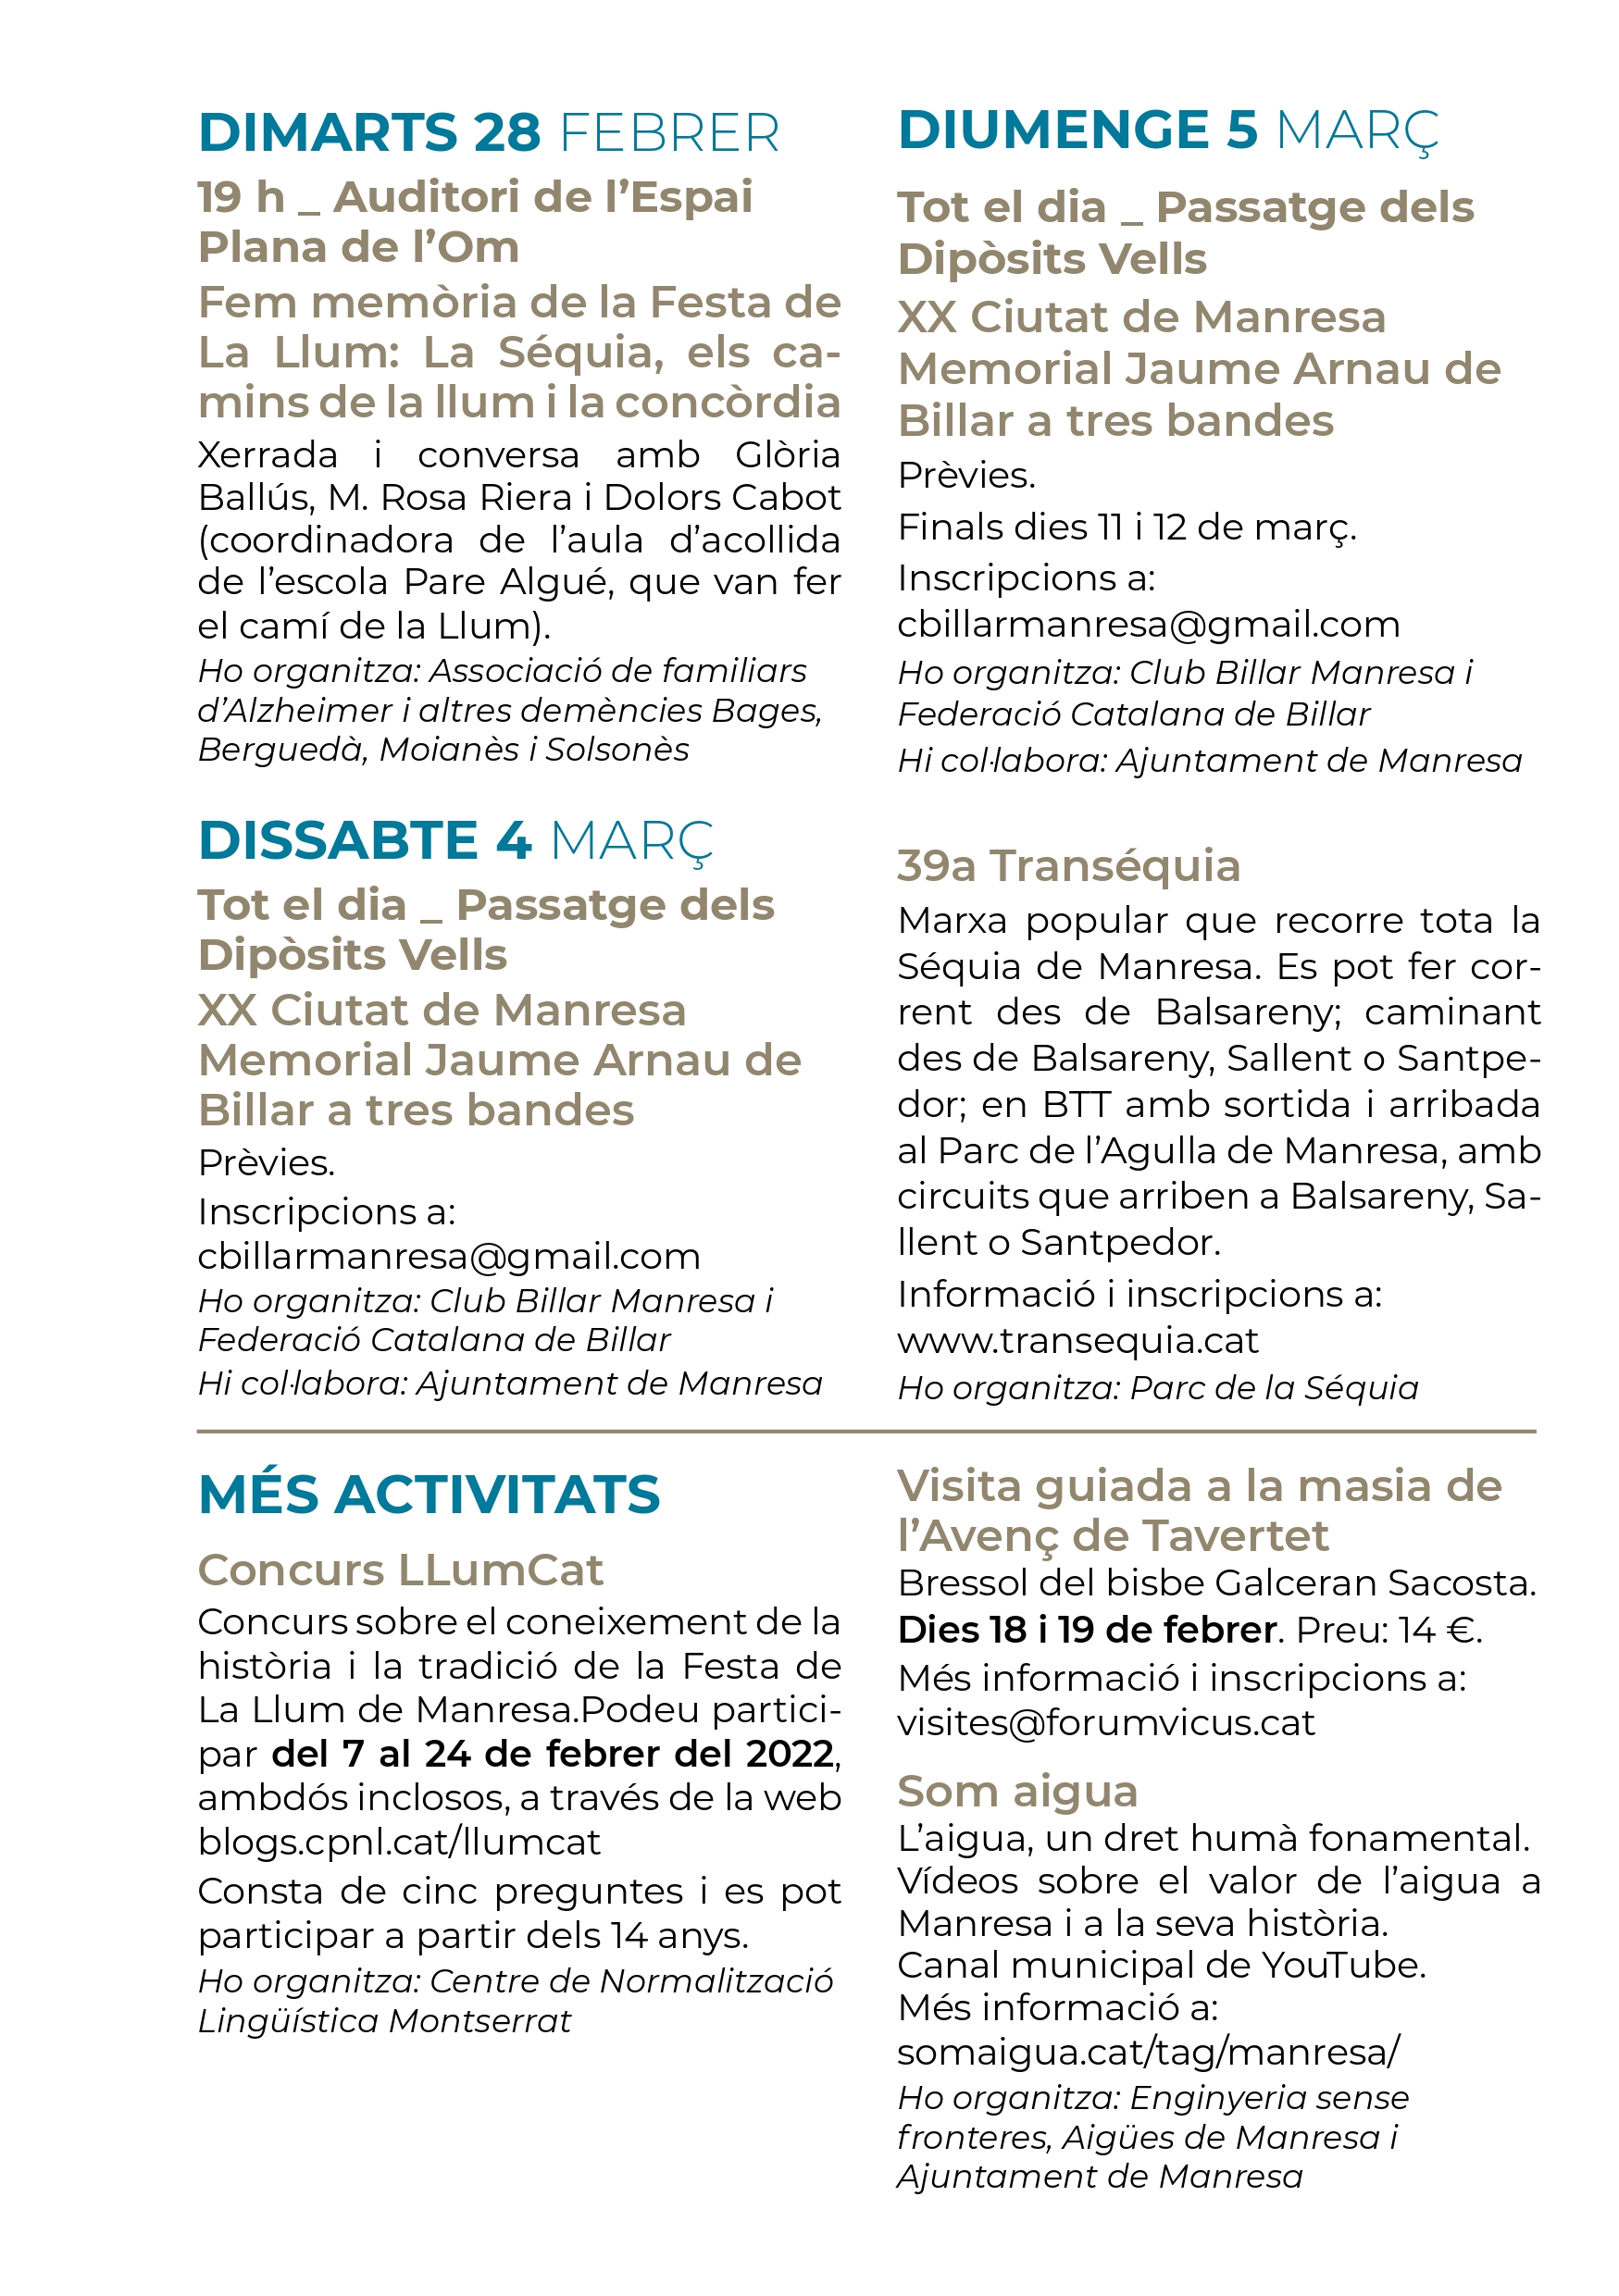 DIMARTS 28 FEBRER
19 h _ Auditori de l’Espai
Plana de l’Om
Fem memòria de la Festa de
La Llum: La Séquia, els ca-
mins de la llum i la concòrdia
Xerrada i conversa amb Glòria
Ballús, M. Rosa Riera i Dolors Cabot
(coordinadora de l’aula d’acollida
de l’escola Pare Algué, que van fer
el camí de la Llum).
Ho organitza: Associació de familiars
d’Alzheimer i altres demències Bages,
Berguedà, Moianès i Solsonès
DISSABTE 4 MARÇ
Tot el dia _ Passatge dels
Dipòsits Vells
XX Ciutat de Manresa
Memorial Jaume Arnau de
Billar a tres bandes
Prèvies.
Inscripcions a:
cbillarmanresa@gmail.com
Ho organitza: Club Billar Manresa i
Federació Catalana de Billar
Hi col·labora: Ajuntament de Manresa
DIUMENGE 5 MARÇ
Tot el dia _ Passatge dels
Dipòsits Vells
XX Ciutat de Manresa
Memorial Jaume Arnau de
Billar a tres bandes
Prèvies.
Finals dies 11 i 12 de març.
Inscripcions a:
cbillarmanresa@gmail.com
Ho organitza: Club Billar Manresa i
Federació Catalana de Billar
Hi col·labora: Ajuntament de Manresa
39a Transéquia
Marxa popular que recorre tota la
Séquia de Manresa. Es pot fer cor-
rent des de Balsareny; caminant
des de Balsareny, Sallent o Santpe-
dor; en BTT amb sortida i arribada
al Parc de l’Agulla de Manresa, amb
circuits que arriben a Balsareny, Sa-
llent o Santpedor.
Informació i inscripcions a:
www.transequia.cat
Ho organitza: Parc de la Séquia
MÉS ACTIVITATS
Concurs LLumCat
Concurs sobre el coneixement de la
història i la tradició de la Festa de
La Llum de Manresa.Podeu partici-
par del 7 al 24 de febrer del 2022,
ambdós inclosos, a través de la web
blogs.cpnl.cat/llumcat
Consta de cinc preguntes i es pot
participar a partir dels 14 anys.
Ho organitza: Centre de Normalització
Lingüística Montserrat
Visita guiada a la masia de
l’Avenç de Tavertet
Bressol del bisbe Galceran Sacosta.
Dies 18 i 19 de febrer. Preu: 14 €.
Més informació i inscripcions a:
visites@forumvicus.cat
Som aigua
L’aigua, un dret humà fonamental.
Vídeos sobre el valor de l’aigua a
Manresa i a la seva història.
Canal municipal de YouTube.
Més informació a:
somaigua.cat/tag/manresa/
Ho organitza: Enginyeria sense
fronteres, Aigües de Manresa i
Ajuntament de Manresa